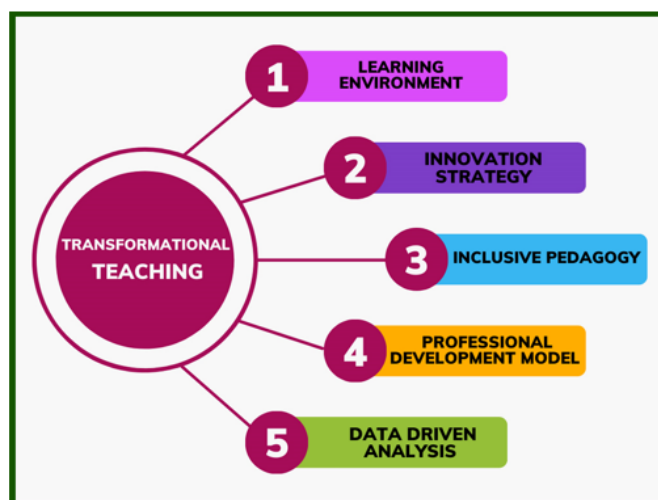 TRANSFORMATIONAL
TEACHING
1
LEARNING
ENVIRONMENT
2
INNOVATION
STRATEGY
3
INCLUSIVE PEDAGOGY
4
PROFESSIONAL
DEVELOPMENT MODEL
5
DATA DRIVEN
ANALYSIS